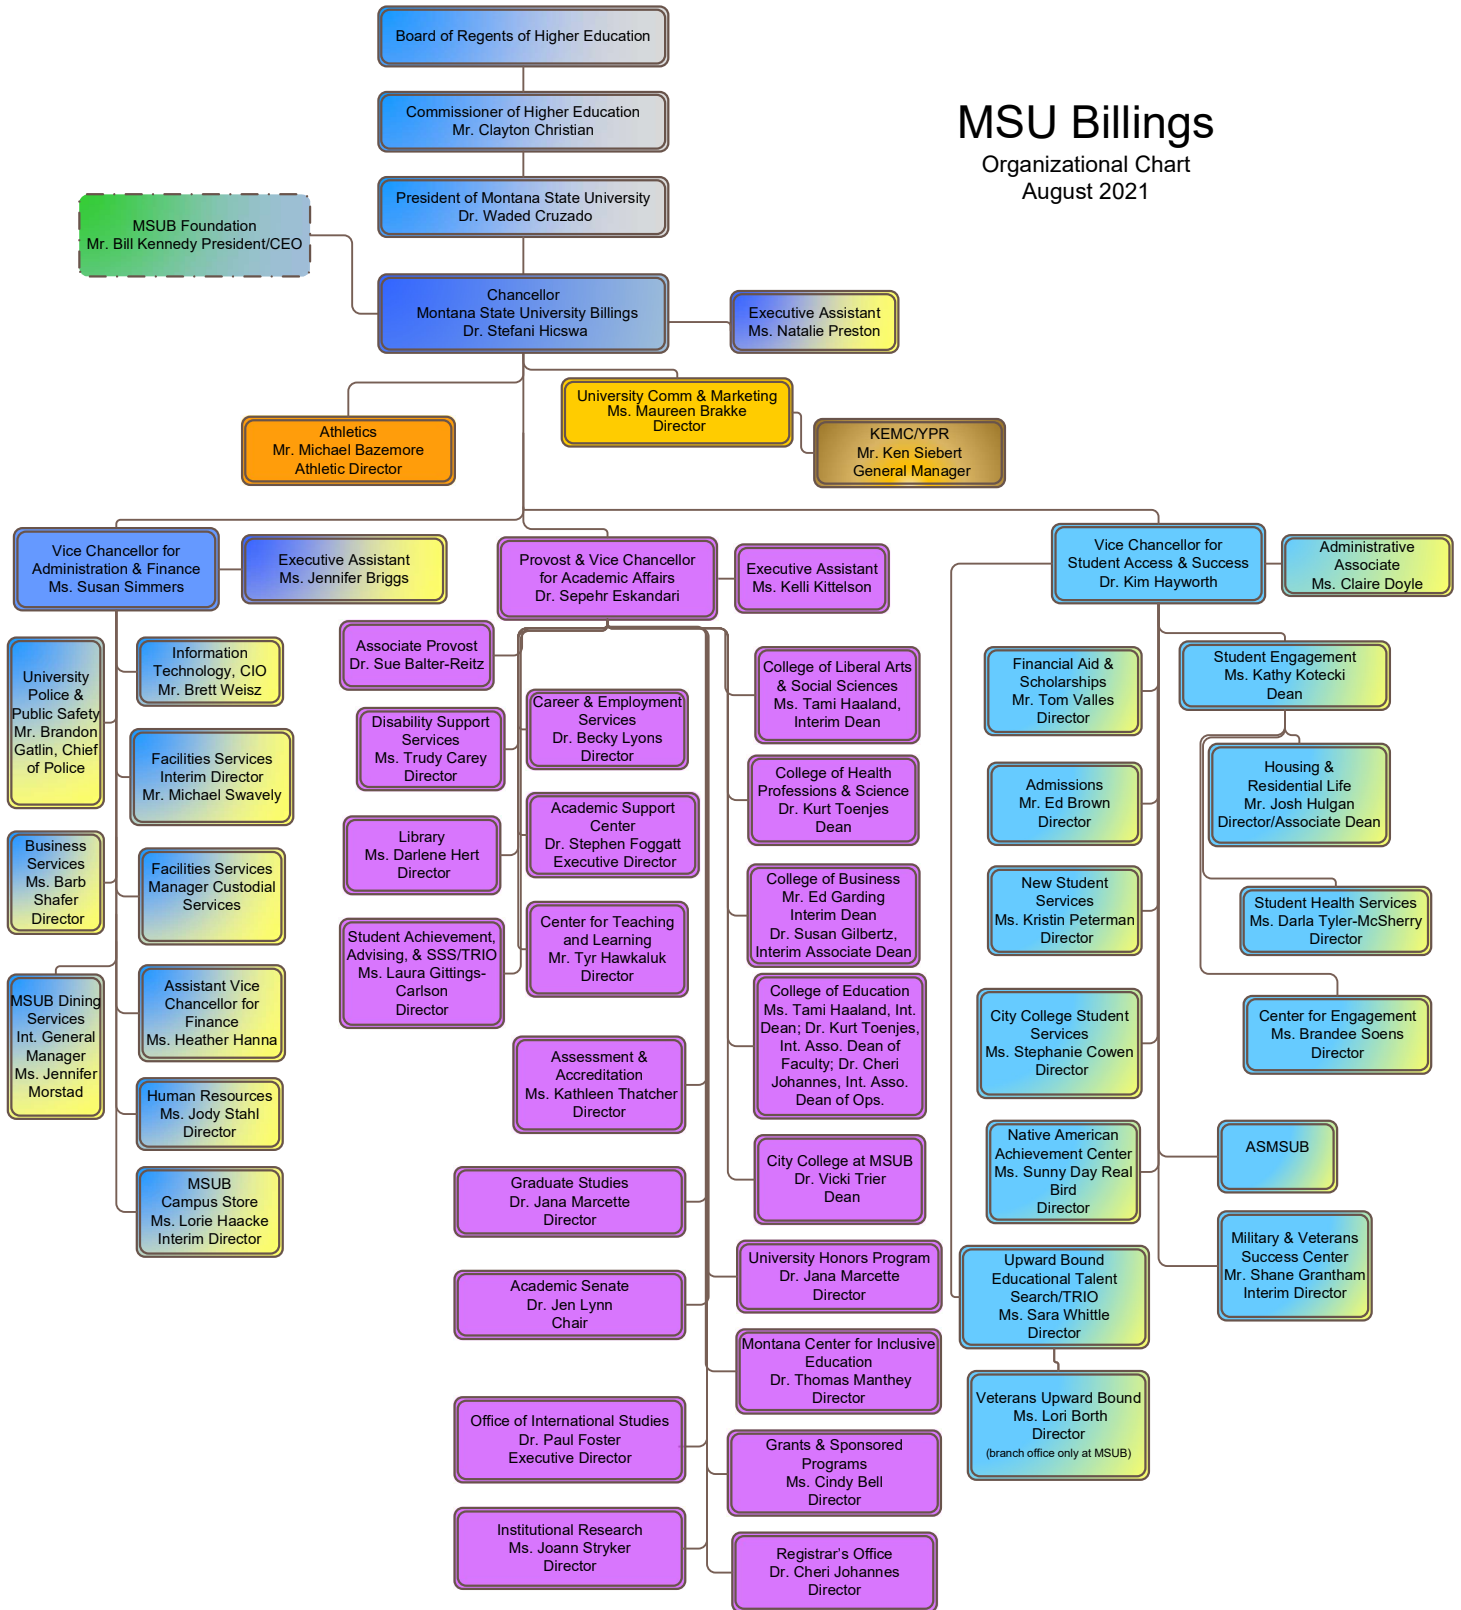 Board of Regents of Higher Education
Commissioner of Higher Education
Mr. Clayton Christian
MSU Billings
Organizational Chart
August 2021
President of Montana State University
Dr. Waded Cruzado
MSUB Foundation
Mr. Bill Kennedy President/CEO
Chancellor
Montana State University Billings
Dr. Stefani Hicswa
Executive Assistant
Ms. Natalie Preston
University Comm & Marketing
Ms. Maureen Brakke
Director
Athletics
Mr. Michael Bazemore
Athletic Director
KEMC/YPR
Mr. Ken Siebert
General Manager
Vice Chancellor for
Administration & Finance
Ms. Susan Simmers
Executive Assistant
Ms. Jennifer Briggs
University
Police &
Public Safety
Mr. Brandon
Gatlin, Chief
of Police
Information
Technology, CIO
Mr. Brett Weisz
Facilities Services
Interim Director
Mr. Michael Swavely
Business
Services
Ms. Barb
Shafer
Director
Facilities Services
Manager Custodial
Services
MSUB Dining
Services
Int. General
Manager
Ms. Jennifer
Morstad
Assistant Vice
Chancellor for
Finance
Ms. Heather Hanna
Human Resources
Ms. Jody Stahl
Director
MSUB
Campus Store
Ms. Lorie Haacke
Interim Director
Provost & Vice Chancellor
for Academic Affairs
Dr. Sepehr Eskandari
Executive Assistant
Ms. Kelli Kittelson
Associate Provost
Dr. Sue Balter-Reitz
Career & Employment
Services
Dr. Becky Lyons
Director
Disability Support
Services
Ms. Trudy Carey
Director
Academic Support
Center
Dr. Stephen Foggatt
Executive Director
Library
Ms. Darlene Hert
Director
Center for Teaching
and Learning
Mr. Tyr Hawkaluk
Director
Student Achievement,
Advising, & SSS/TRIO
Ms. Laura Gittings-
Carlson
Director
Assessment &
Accreditation
Ms. Kathleen Thatcher
Director
Graduate Studies
Dr. Jana Marcette
Director
Academic Senate
Dr. Jen Lynn
Chair
Office of International Studies
Dr. Paul Foster
Executive Director
Institutional Research
Ms. Joann Stryker
Director
College of Liberal Arts
& Social Sciences
Ms. Tami Haaland,
Interim Dean
College of Health
Professions & Science
Dr. Kurt Toenjes
Dean
College of Business
Mr. Ed Garding
Interim Dean
Dr. Susan Gilbertz,
Interim Associate Dean
College of Education
Ms. Tami Haaland, Int.
Dean; Dr. Kurt Toenjes,
Int. Asso. Dean of
Faculty; Dr. Cheri
Johannes, Int. Asso.
Dean of Ops.
City College at MSUB
Dr. Vicki Trier
Dean
University Honors Program
Dr. Jana Marcette
Director
Montana Center for Inclusive
Education
Dr. Thomas Manthey
Director
Grants & Sponsored
Programs
Ms. Cindy Bell
Director
Registrar's Office
Dr. Cheri Johannes
Director
Vice Chancellor for
Student Access & Success
Dr. Kim Hayworth
Administrative
Associate
Ms. Claire Doyle
Financial Aid &
Scholarships
Mr. Tom Valles
Director
Admissions
Mr. Ed Brown
Director
New Student
Services
Ms. Kristin Peterman
Director
City College Student
Services
Ms. Stephanie Cowen
Director
Native American
Achievement Center
Ms. Sunny Day Real
Bird
Director
Upward Bound
Educational Talent
Search/TRIO
Ms. Sara Whittle
Director
Veterans Upward Bound
Ms. Lori Borth
Director
(branch office only at MSUB)
Student Engagement
Ms. Kathy Kotecki
Dean
Housing &
Residential Life
Mr. Josh Hulgan
Director/Associate Dean
Student Health Services
Ms. Darla Tyler-McSherry
Director
Center for Engagement
Ms. Brandee Soens
Director
ASMSUB
Military & Veterans
Success Center
Mr. Shane Grantham
Interim Director